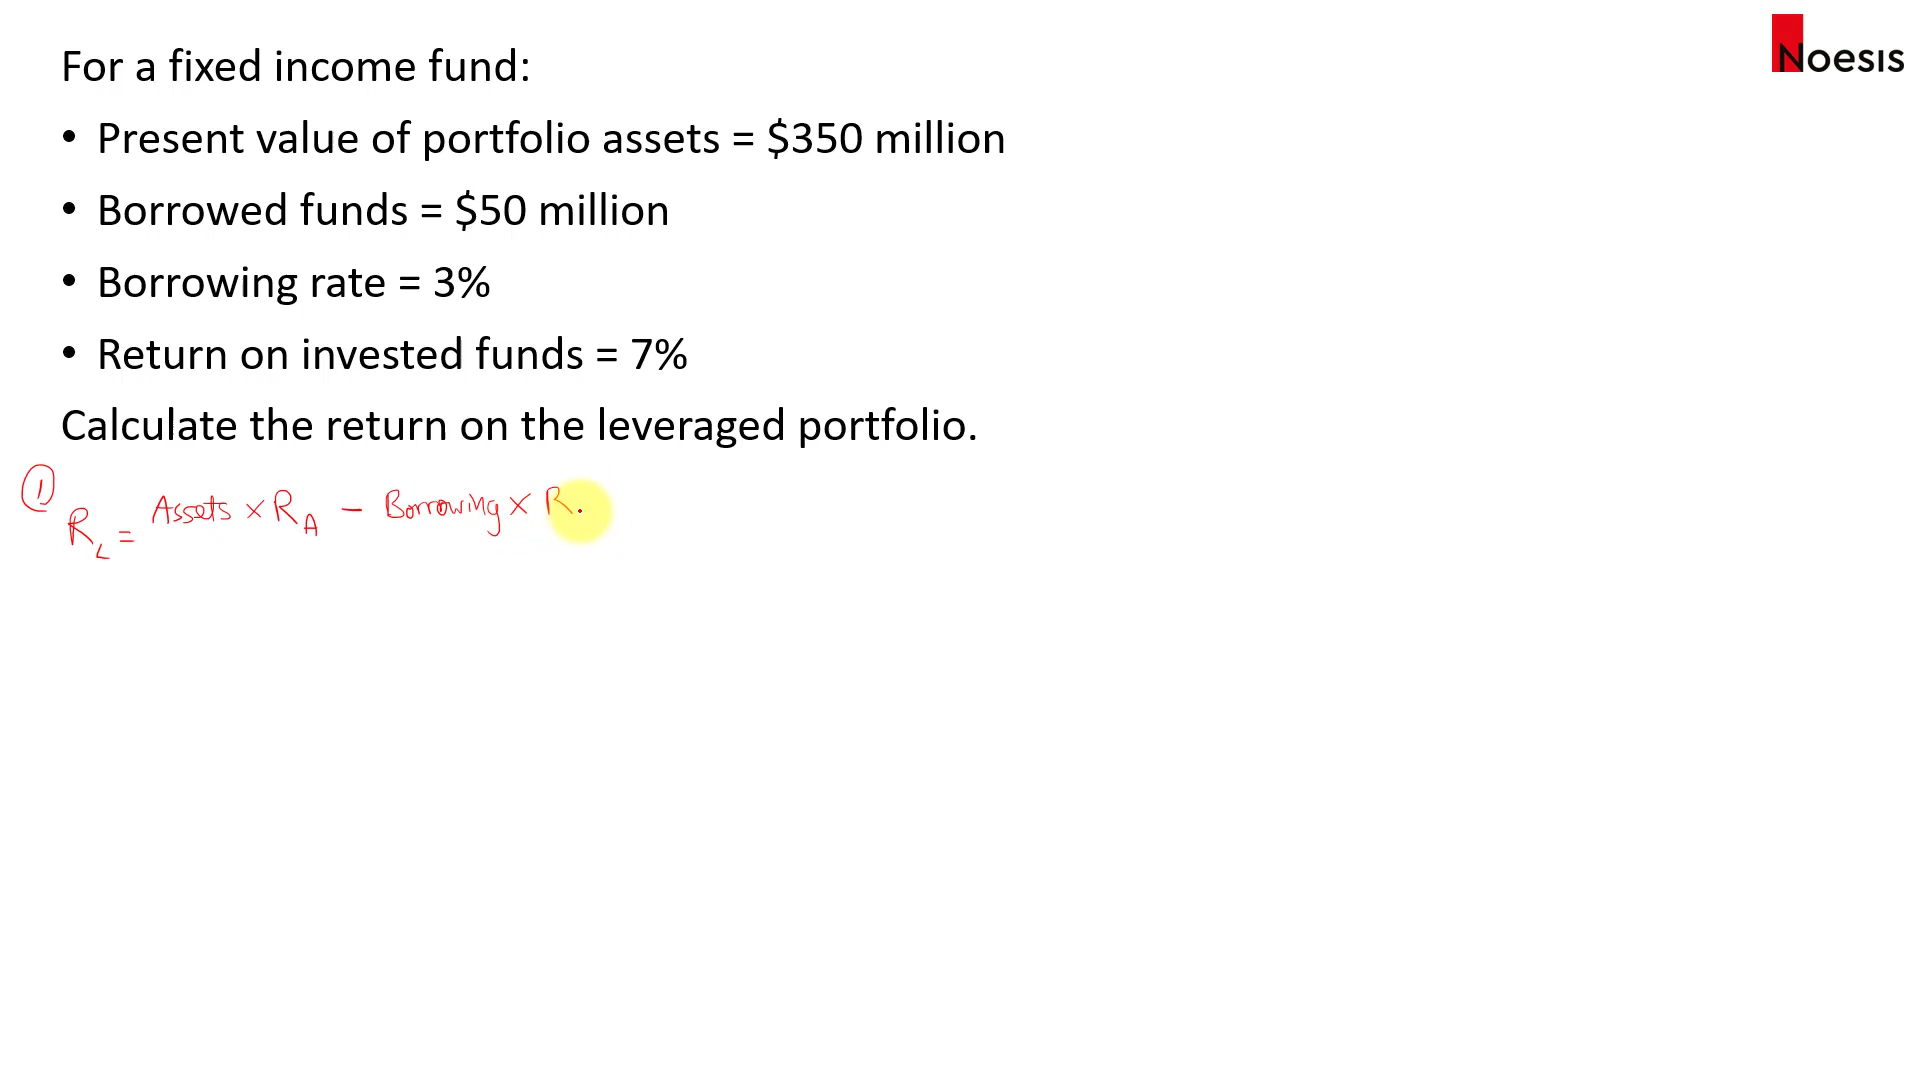 Noesis
For a fixed income fund:
• Present value of portfolio assets = $350 million
• Borrowed funds = $50 million
• Borrowing rate = 3%
• Return on invested funds = 7%
Calculate the return on the leveraged portfolio.
① R_L = Assets × R_A − Borrowing × R